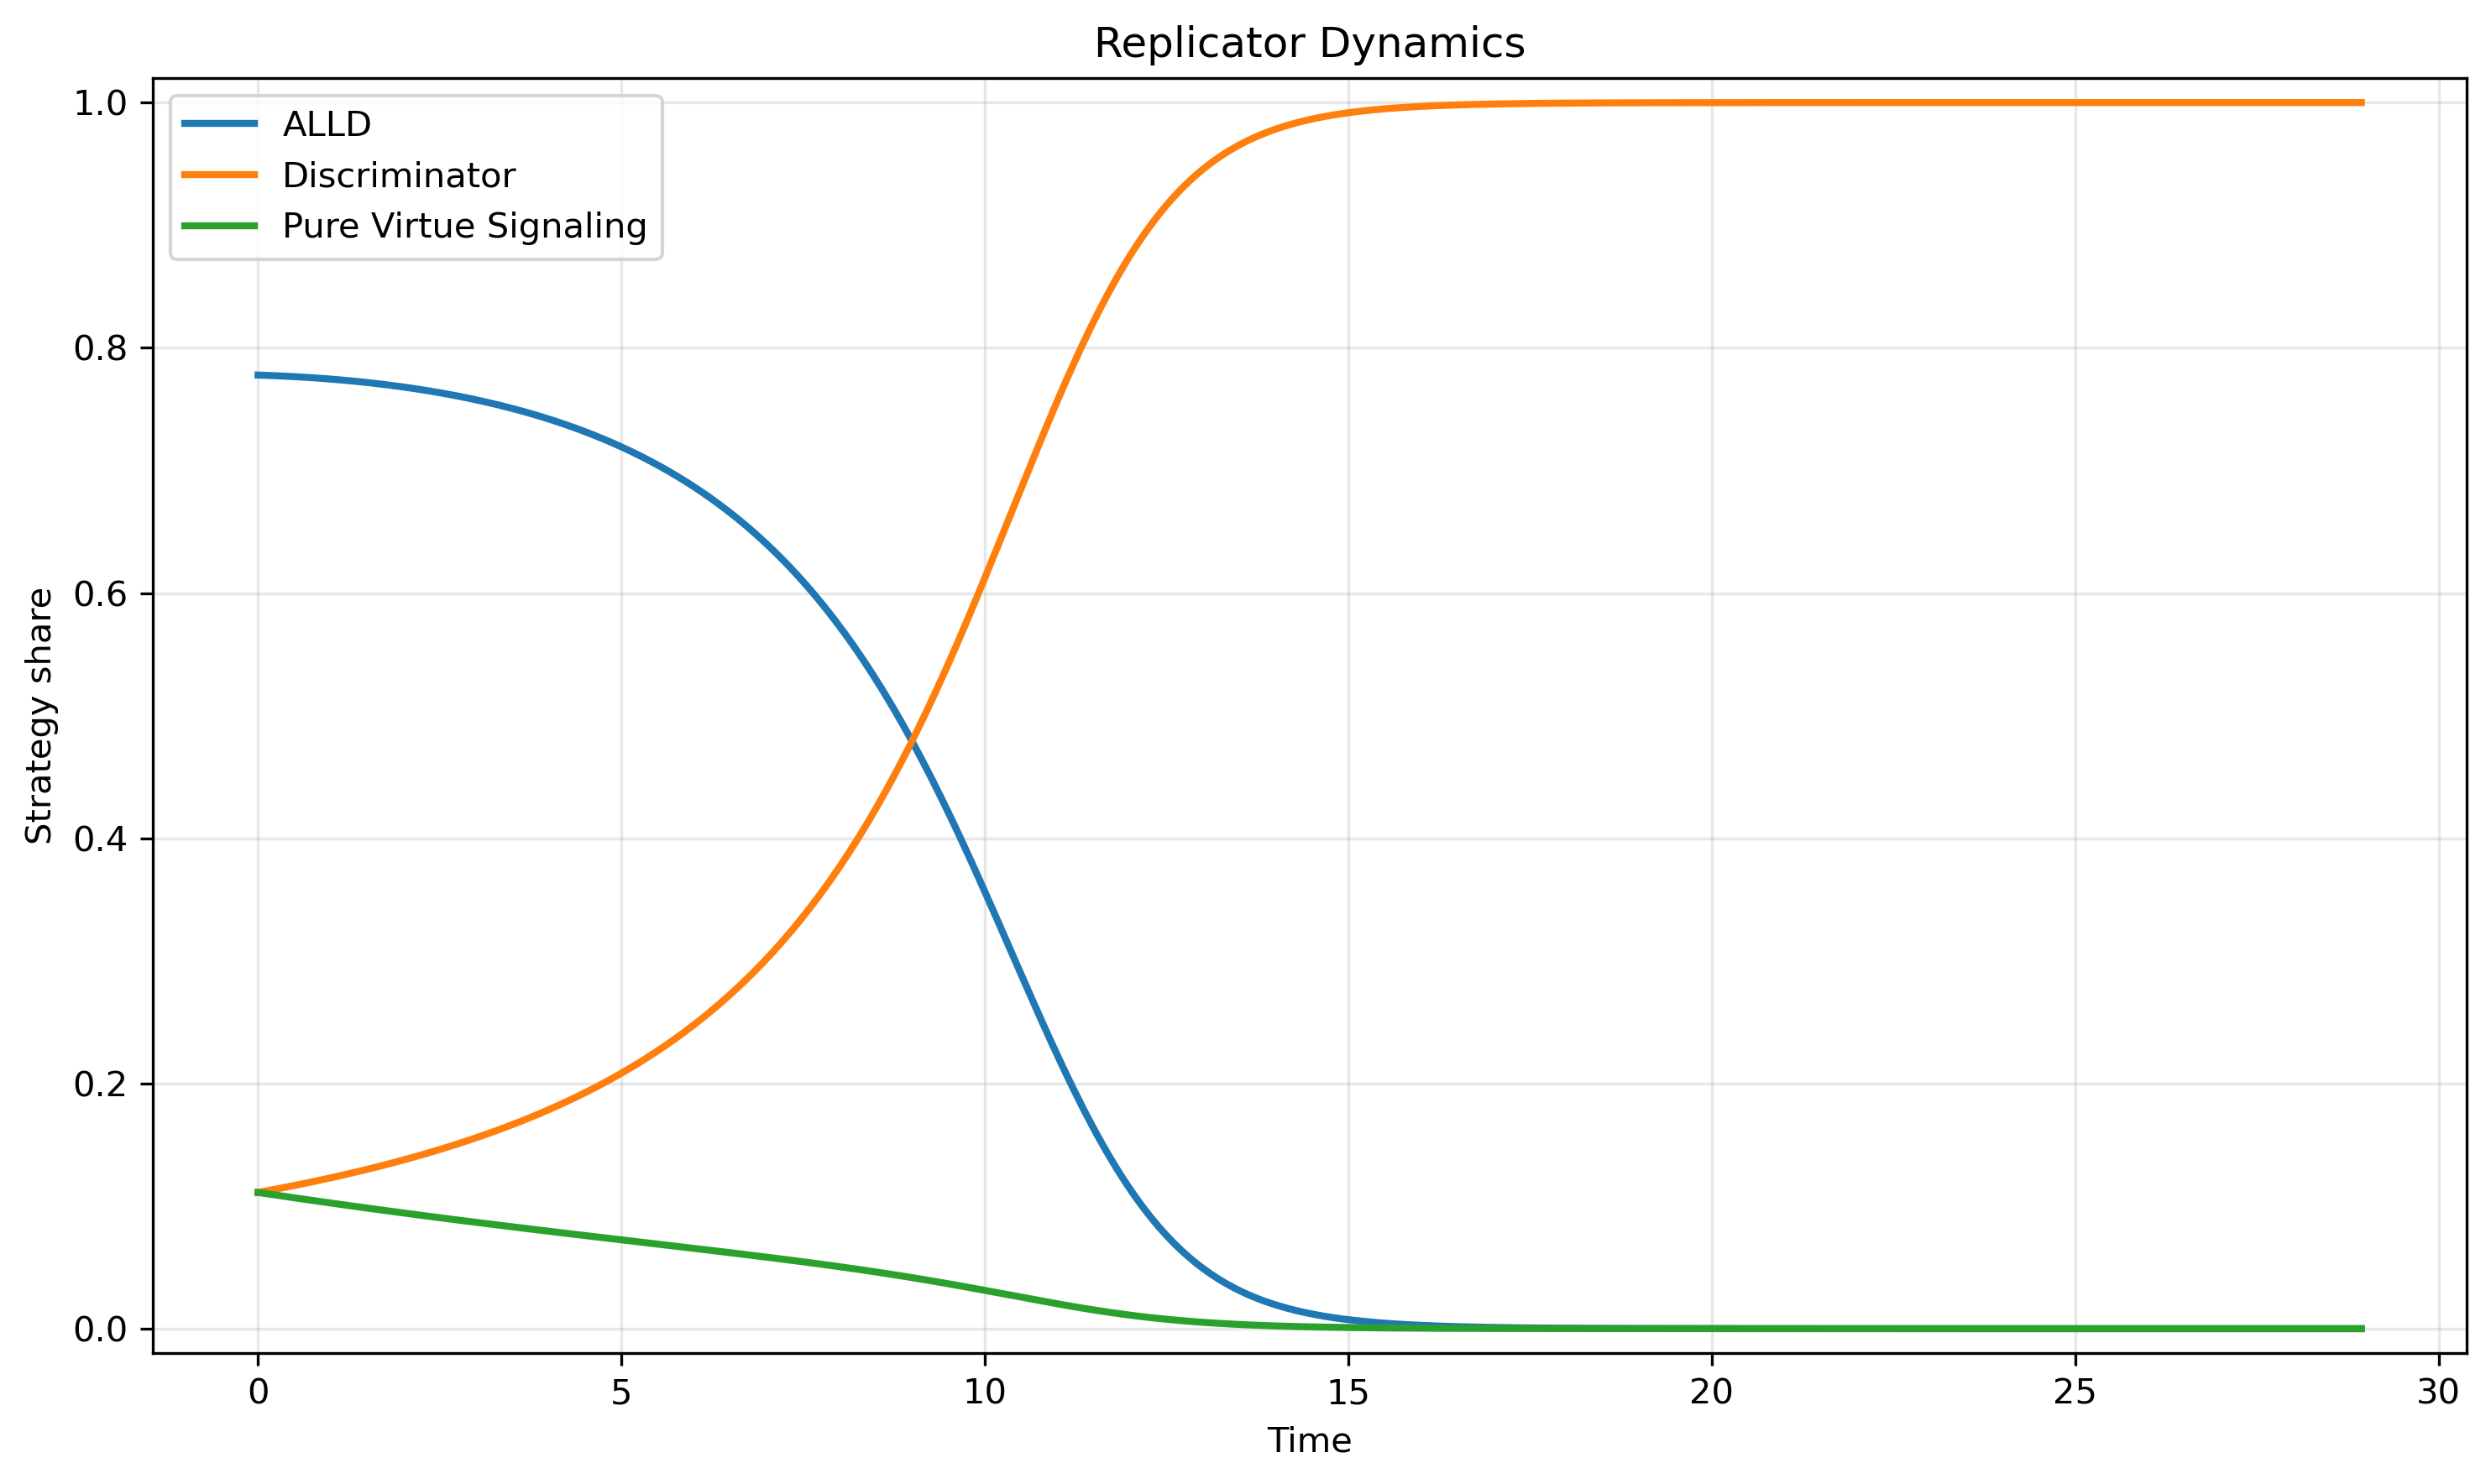 Replicator Dynamics
ALLD
Discriminator
Pure Virtue Signaling
Strategy share
1.0
0.8
0.6
0.4
0.2
0.0
0 5 10 15 20 25 30
Time